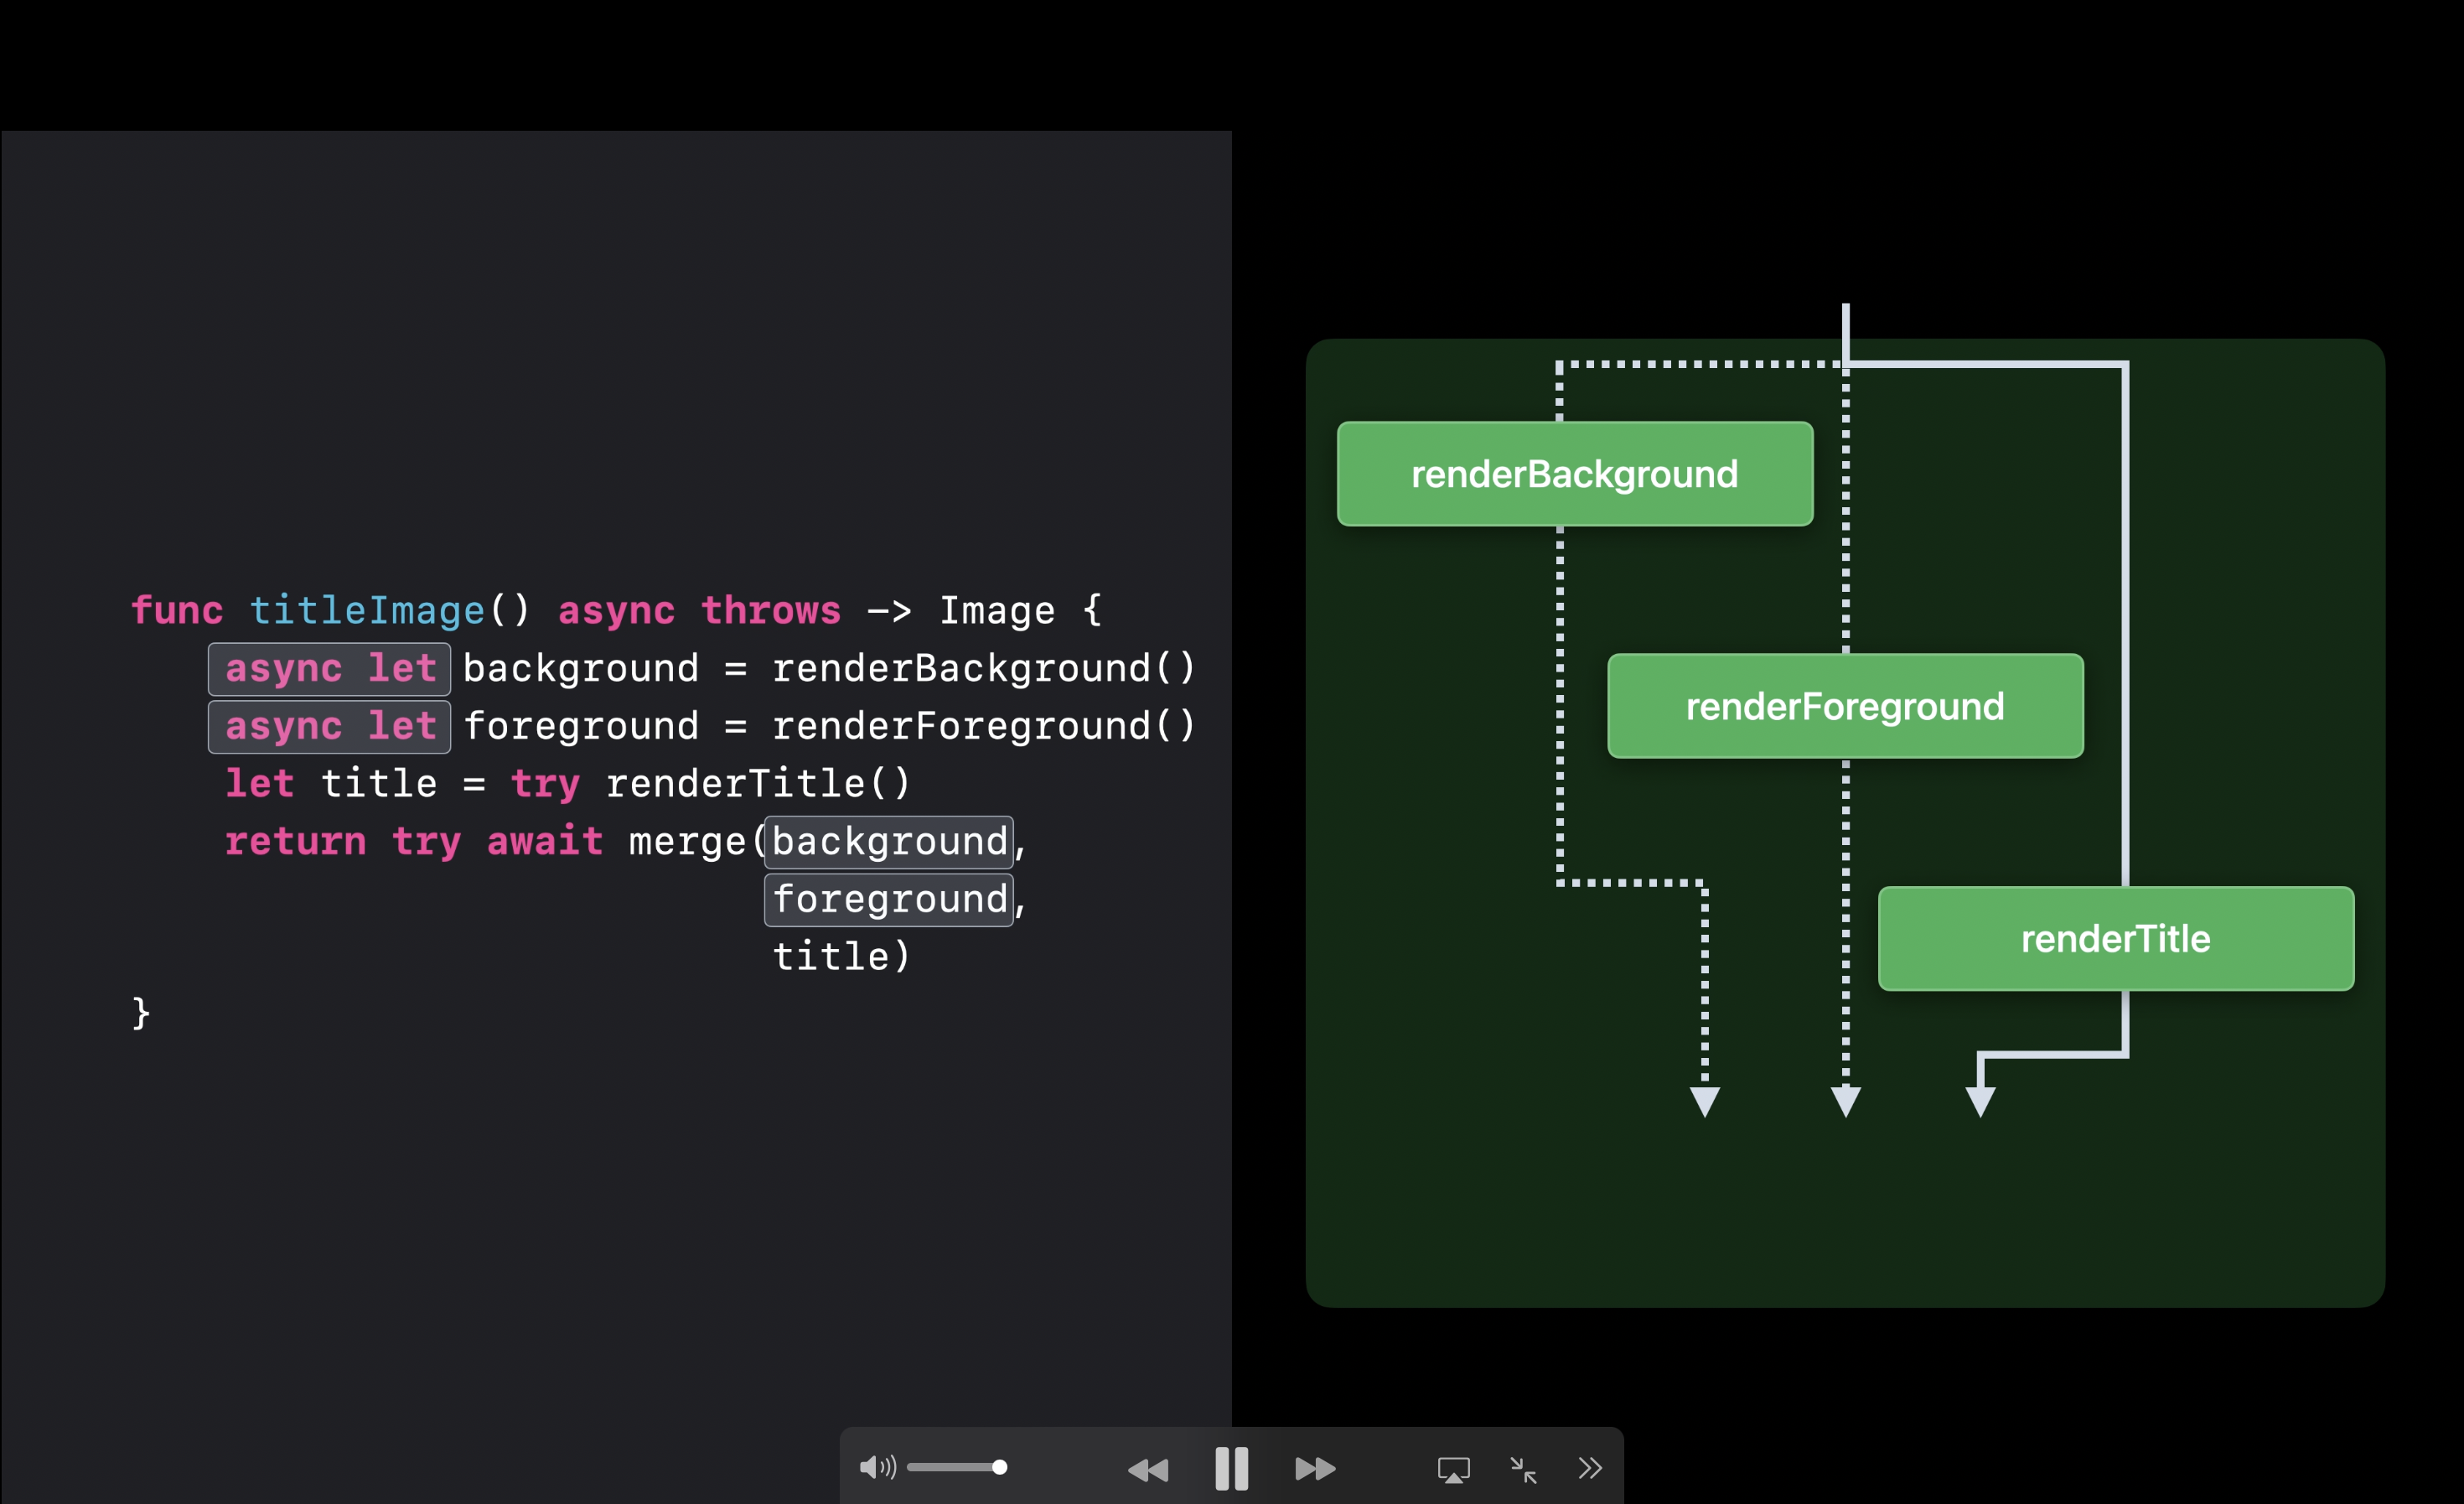 func titleImage() async throws -> Image {
    async let background = renderBackground()
    async let foreground = renderForeground()
    let title = try renderTitle()
    return try await merge(background,
                           foreground,
                           title)
}
renderBackground
renderForeground
renderTitle